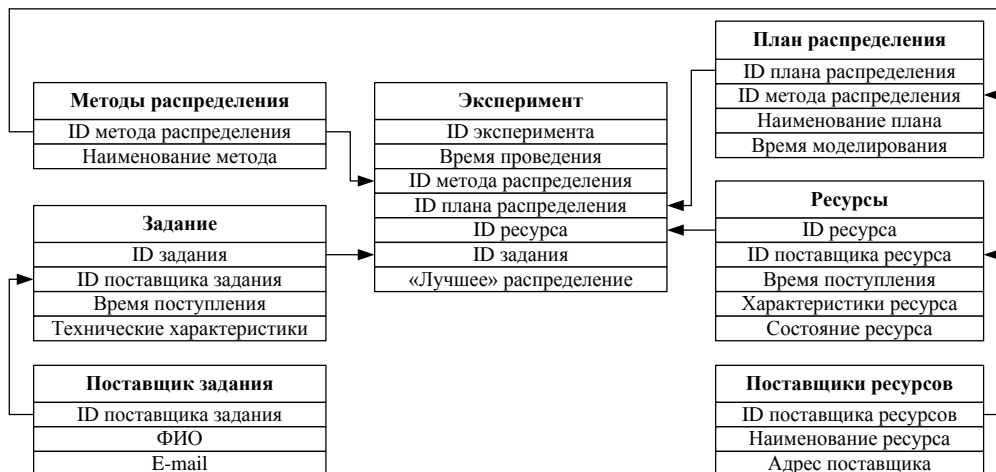 Методы распределения
ID метода распределения
Наименование метода
Задание
ID задания
ID поставщика задания
Время поступления
Технические характеристики
Поставщик задания
ID поставщика задания
ФИО
E-mail
Эксперимент
ID эксперимента
Время проведения
ID метода распределения
ID плана распределения
ID ресурса
ID задания
«Лучшее» распределение
План распределения
ID плана распределения
ID метода распределения
Наименование плана
Время моделирования
Ресурсы
ID ресурса
ID поставщика ресурса
Время поступления
Характеристики ресурса
Состояние ресурса
Поставщики ресурсов
ID поставщика ресурсов
Наименование ресурса
Адрес поставщика